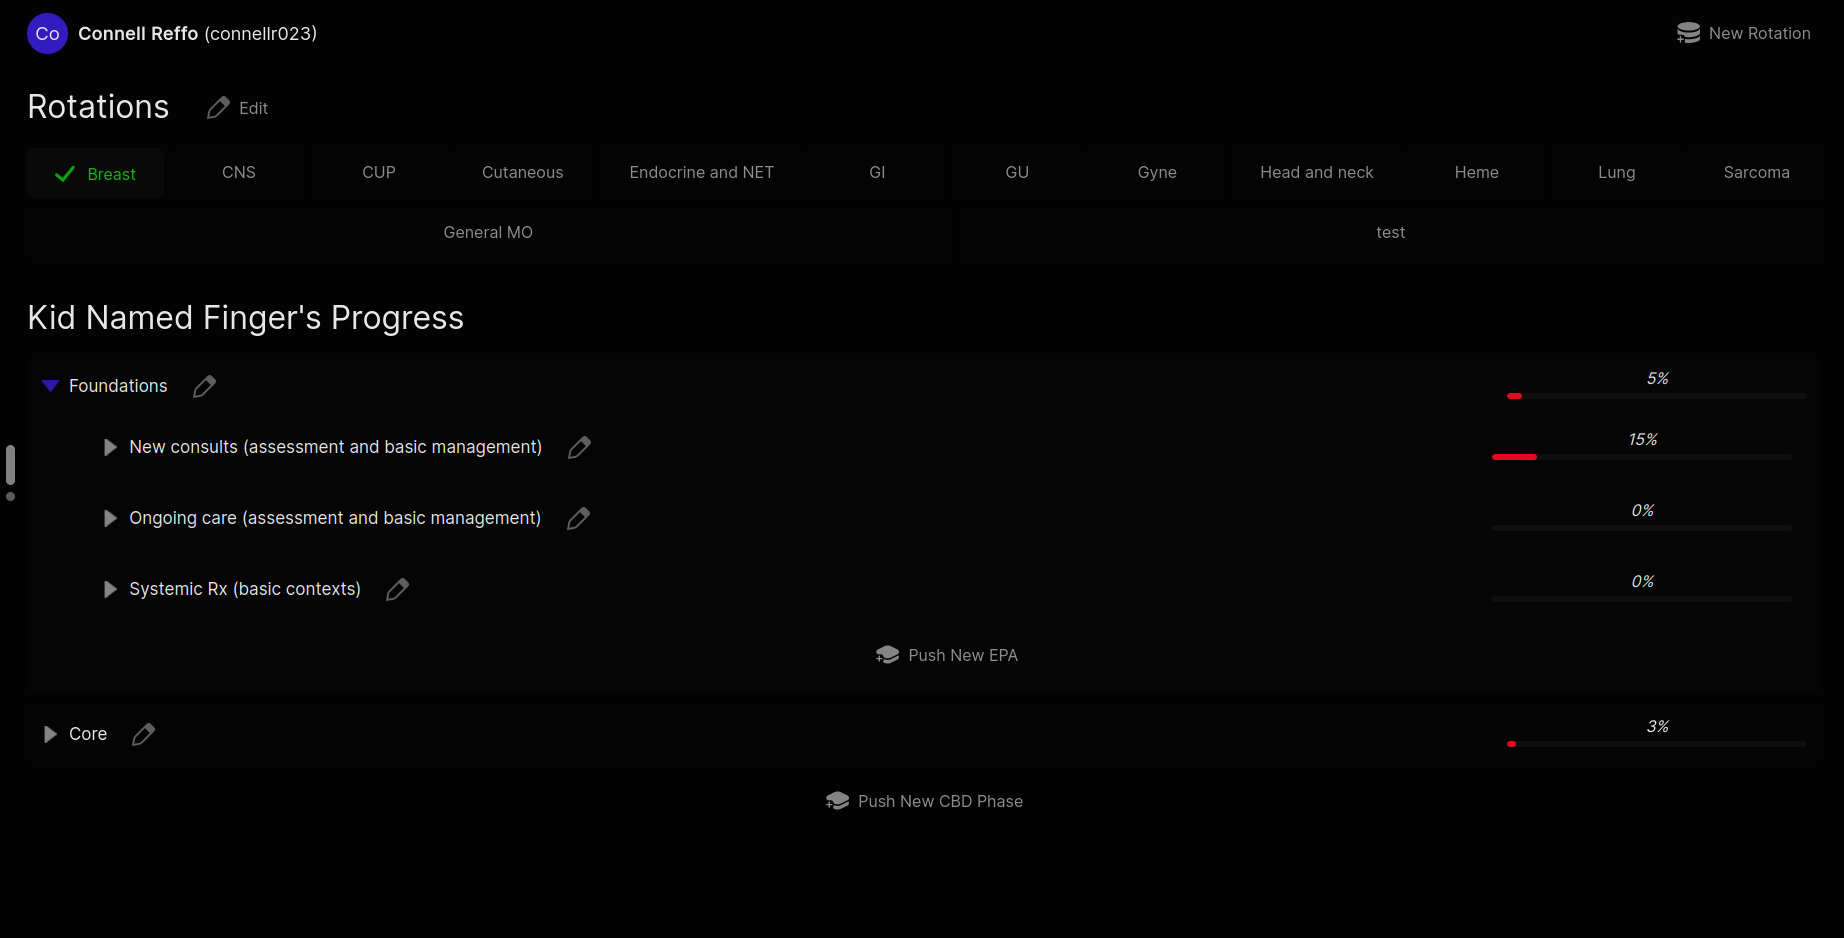 Co Connell Reffo (connellr023) New Rotation
Rotations Edit
Breast CNS CUP Cutaneous Endocrine and NET GI GU Gyne Head and neck Heme Lung Sarcoma
General MO test
Kid Named Finger's Progress
Foundations 5%
New consults (assessment and basic management) 15%
Ongoing care (assessment and basic management) 0%
Systemic Rx (basic contexts) 0%
Push New EPA
Core 3%
Push New CBD Phase